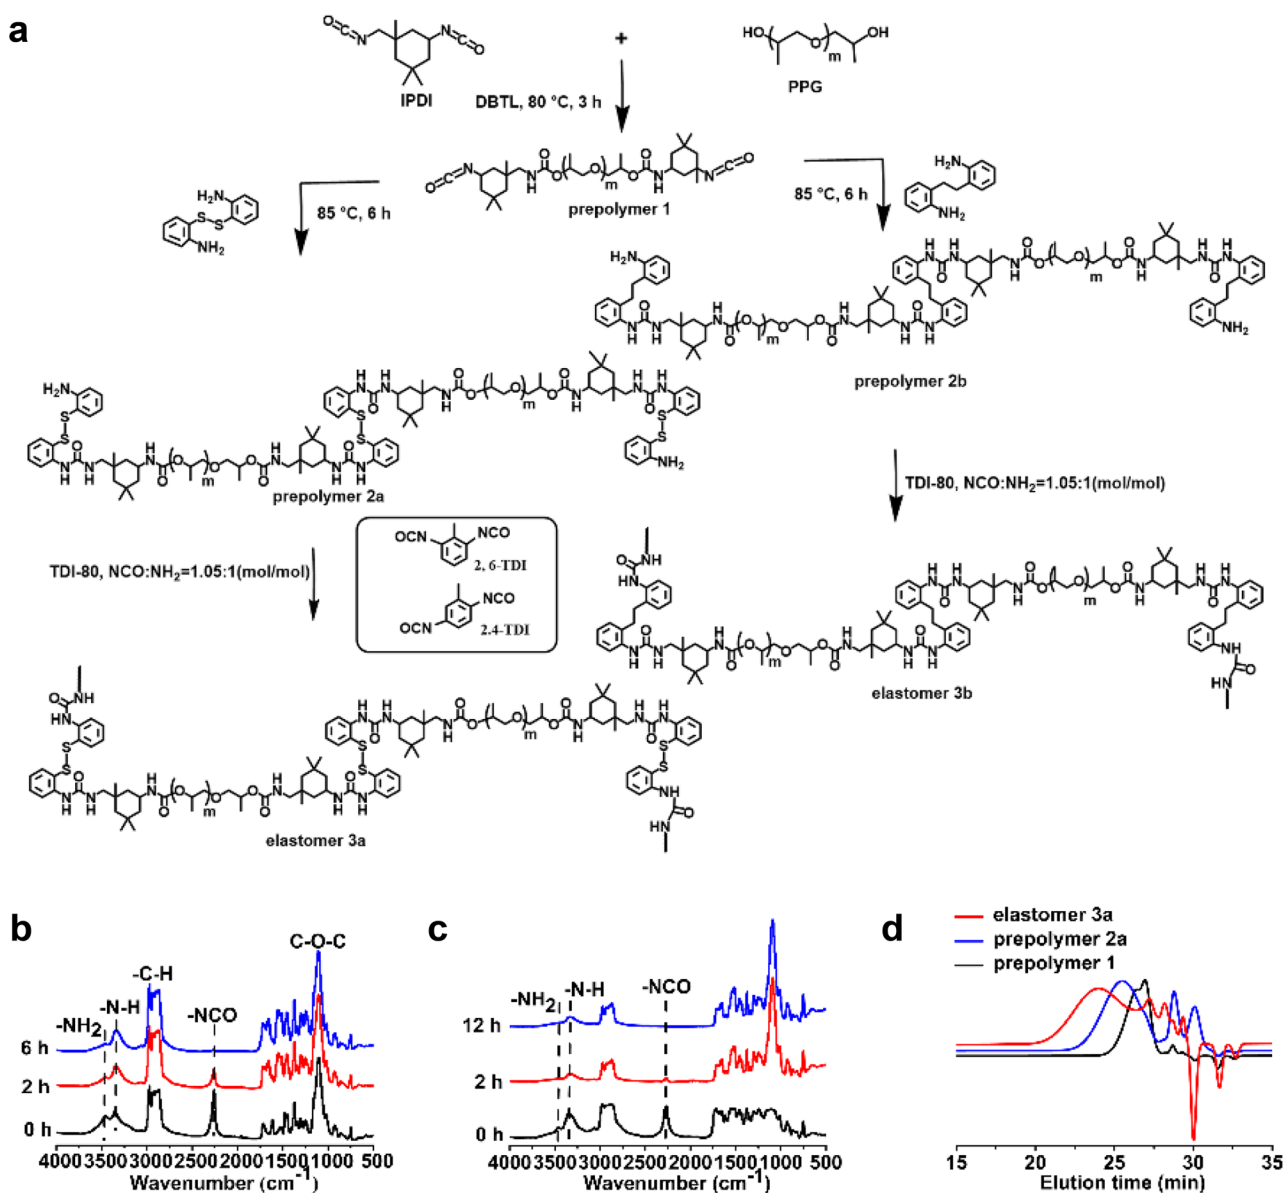 a
IPDI
+
PPG
DBTL, 80 °C, 3 h
prepolymer 1
85 °C, 6 h
85 °C, 6 h
prepolymer 2b
prepolymer 2a
TDI-80, NCO:NH2=1.05:1(mol/mol)
TDI-80, NCO:NH2=1.05:1(mol/mol)
OCN NCO
2, 6-TDI
NCO
OCN
2.4-TDI
elastomer 3b
elastomer 3a
b
C-O-C
-C-H
-N-H
-NH2
-NCO
6 h
2 h
0 h
4000 3500 3000 2500 2000 1500 1000 500
Wavenumber (cm-1)
c
-NH2
-N-H
-NCO
12 h
2 h
0 h
4000 3500 3000 2500 2000 1500 1000 500
Wavenumber (cm-1)
d
elastomer 3a
prepolymer 2a
prepolymer 1
15 20 25 30 35
Elution time (min)